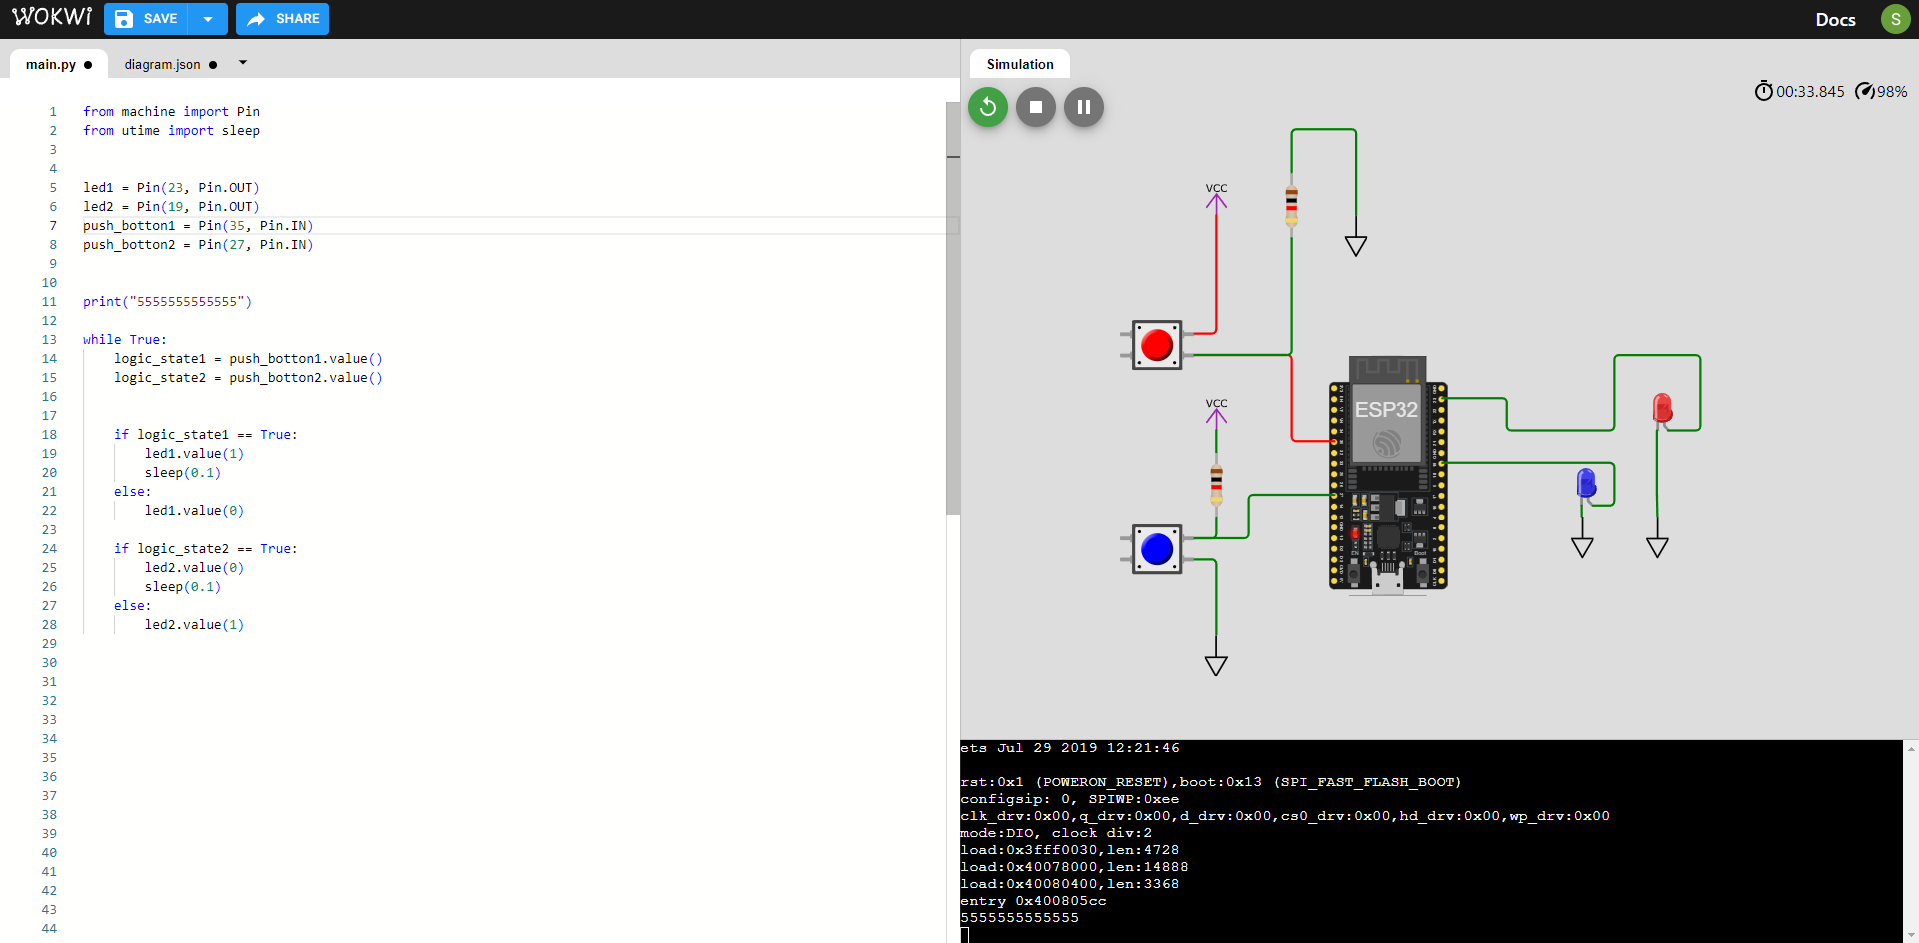 WOKWi SAVE SHARE Docs S
main.py ● diagram.json ●
Simulation
00:33.845 98%
1 from machine import Pin
2 from utime import sleep
3
4
5 led1 = Pin(23, Pin.OUT)
6 led2 = Pin(19, Pin.OUT)
7 push_botton1 = Pin(35, Pin.IN)
8 push_botton2 = Pin(27, Pin.IN)
9
10
11 print("5555555555555")
12
13 while True:
14 logic_state1 = push_botton1.value()
15 logic_state2 = push_botton2.value()
16
17
18 if logic_state1 == True:
19 led1.value(1)
20 sleep(0.1)
21 else:
22 led1.value(0)
23
24 if logic_state2 == True:
25 led2.value(0)
26 sleep(0.1)
27 else:
28 led2.value(1)
29
30
31
32
33
34
35
36
37
38
39
40
41
42
43
44
VCC
VCC
ESP32
EN Boot
ets Jul 29 2019 12:21:46
rst:0x1 (POWERON_RESET),boot:0x13 (SPI_FAST_FLASH_BOOT)
configsip: 0, SPIWP:0xee
clk_drv:0x00,q_drv:0x00,d_drv:0x00,cs0_drv:0x00,hd_drv:0x00,wp_drv:0x00
mode:DIO, clock div:2
load:0x3fff0030,len:4728
load:0x40078000,len:14888
load:0x40080400,len:3368
entry 0x400805cc
5555555555555